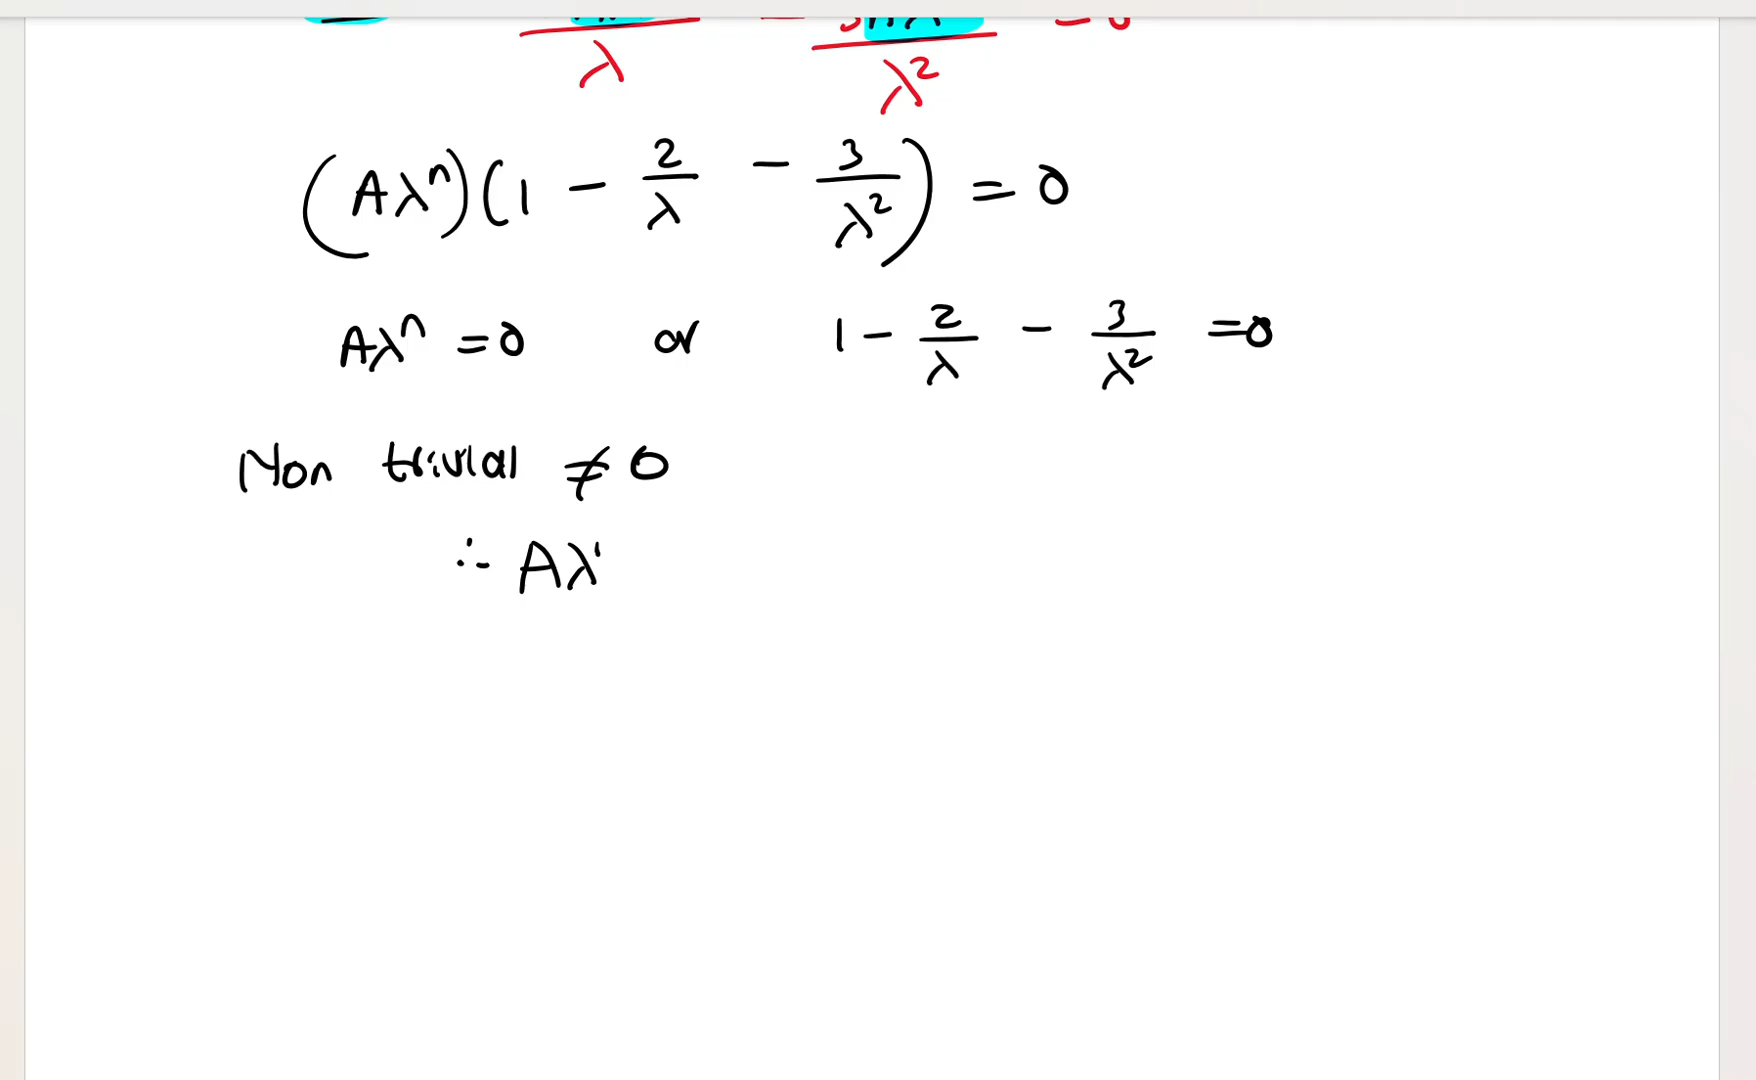 λ λ²
(Aλⁿ)(1 - 2/λ - 3/λ²) = 0
Aλⁿ = 0 or 1 - 2/λ - 3/λ² = 0
Non trivial ≠ 0
∴ Aλ